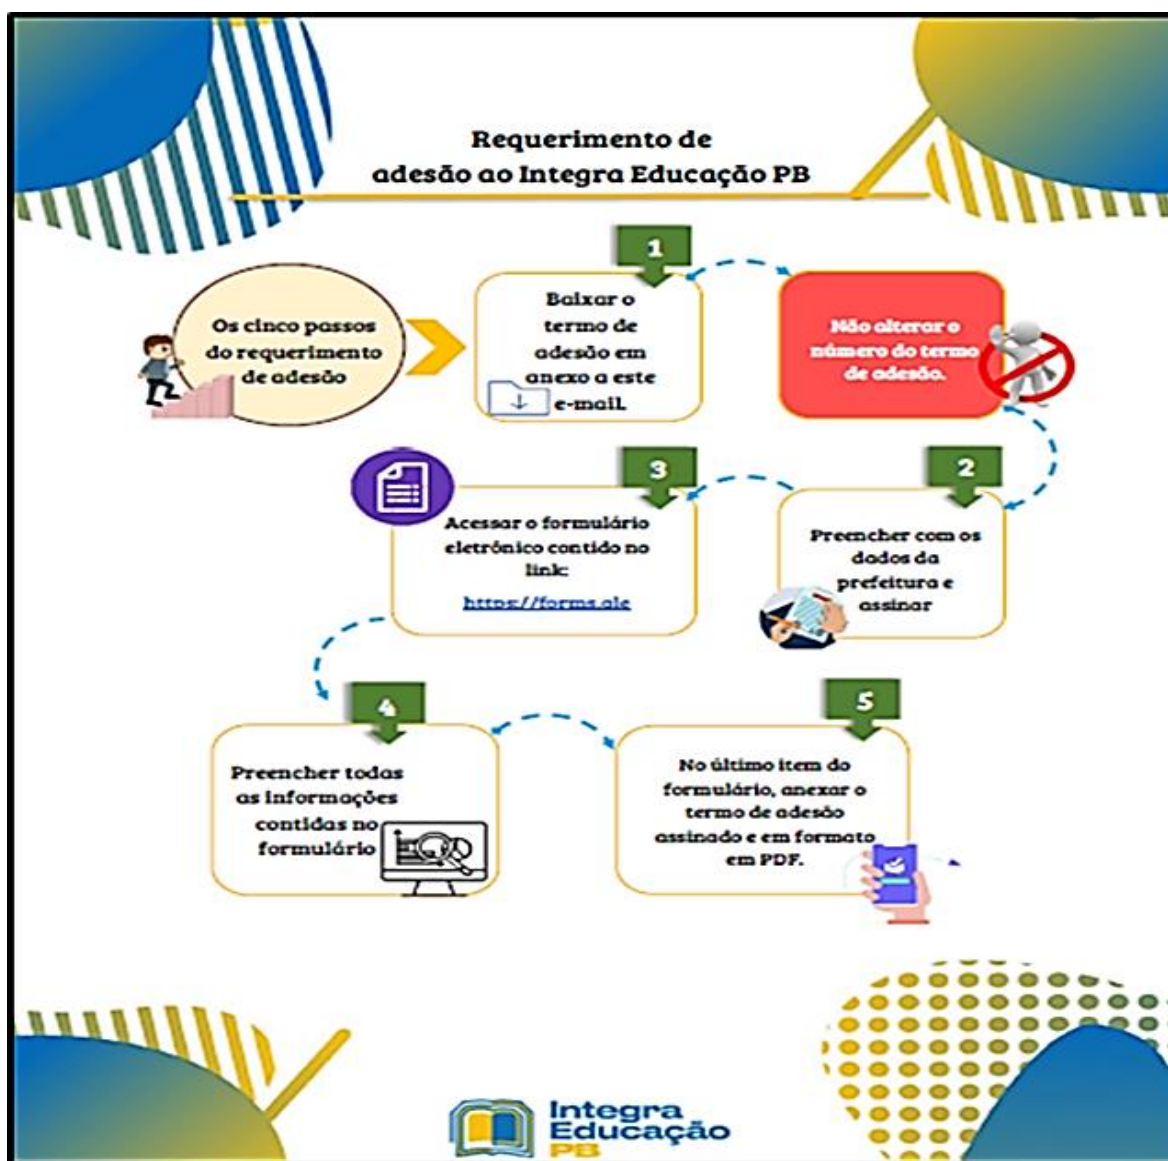 Requerimento de
adesão ao Integra Educação PB
Os cinco passos
do requerimento
de adesão
1
Baixar o
termo de
adesão em
anexo a este
e-mail.
Não alterar o
número do termo
de adesão.
2
Preencher com os
dados da
prefeitura e
assinar
3
Acessar o formulário
eletrônico contido no
link:
https://forms.gle
4
Preencher todas
as informações
contidas no
formulário
5
No último item do
formulário, anexar o
termo de adesão
assinado e em formato
em PDF.
Integra
Educação
PB